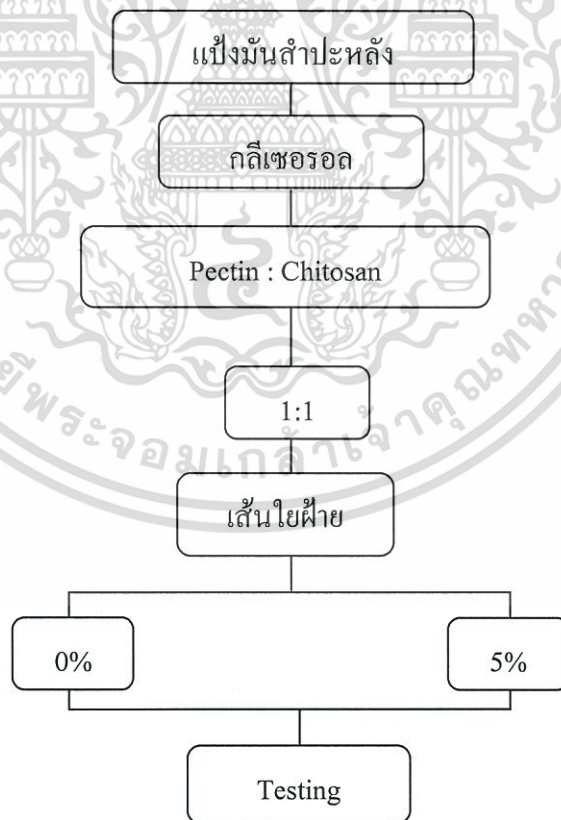 แป้งมันสำปะหลัง
กลีเซอรอล
Pectin : Chitosan
1:1
เส้นใยฝ้าย
0%
5%
Testing